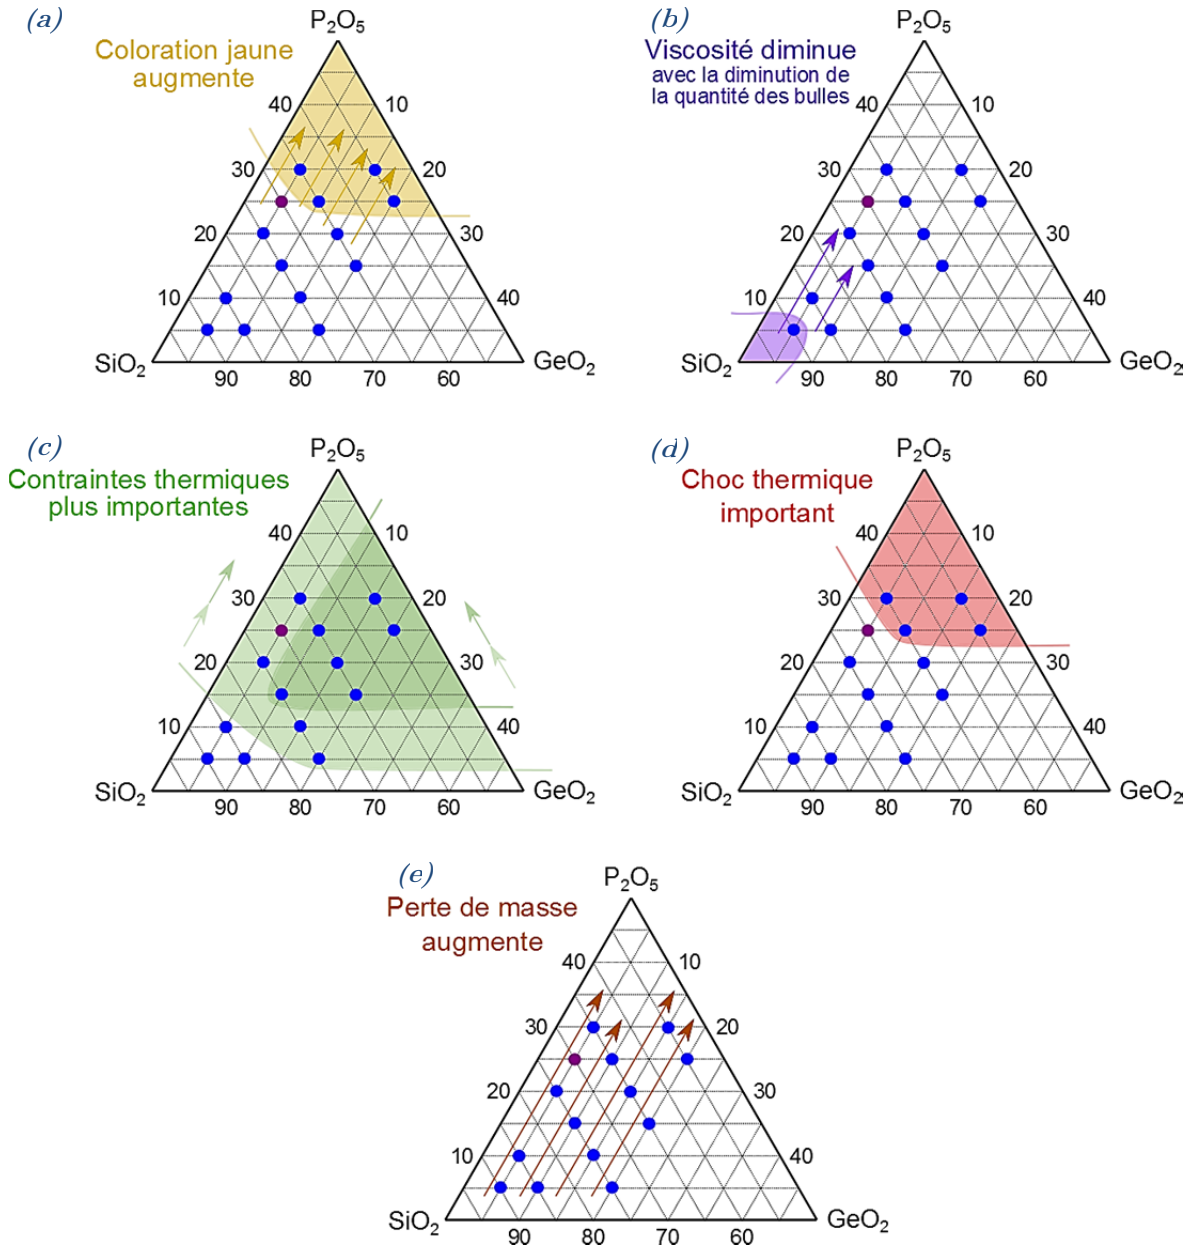 (a)
P₂O₅
Coloration jaune
augmente
40
10
30
20
20
30
10
40
SiO₂
GeO₂
90
80
70
60
(b)
P₂O₅
Viscosité diminue
avec la diminution de
la quantité des bulles
40
10
30
20
20
30
10
40
SiO₂
GeO₂
90
80
70
60
(c)
P₂O₅
Contraintes thermiques
plus importantes
40
10
30
20
20
30
10
40
SiO₂
GeO₂
90
80
70
60
(d)
P₂O₅
Choc thermique
important
40
10
30
20
20
30
10
40
SiO₂
GeO₂
90
80
70
60
(e)
P₂O₅
Perte de masse
augmente
40
10
30
20
20
30
10
40
SiO₂
GeO₂
90
80
70
60